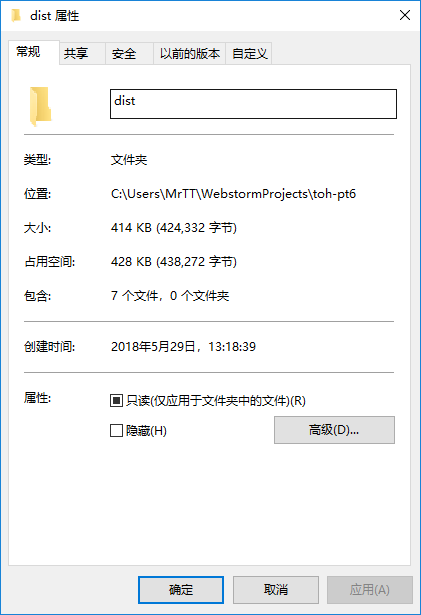 dist 属性
常规 共享 安全 以前的版本 自定义
dist
类型: 文件夹
位置: C:\Users\MrTT\WebstormProjects\toh-pt6
大小: 414 KB (424,332 字节)
占用空间: 428 KB (438,272 字节)
包含: 7 个文件，0 个文件夹
创建时间: 2018年5月29日，13:18:39
属性: 只读(仅应用于文件夹中的文件)(R)
隐藏(H) 高级(D)...
确定 取消 应用(A)